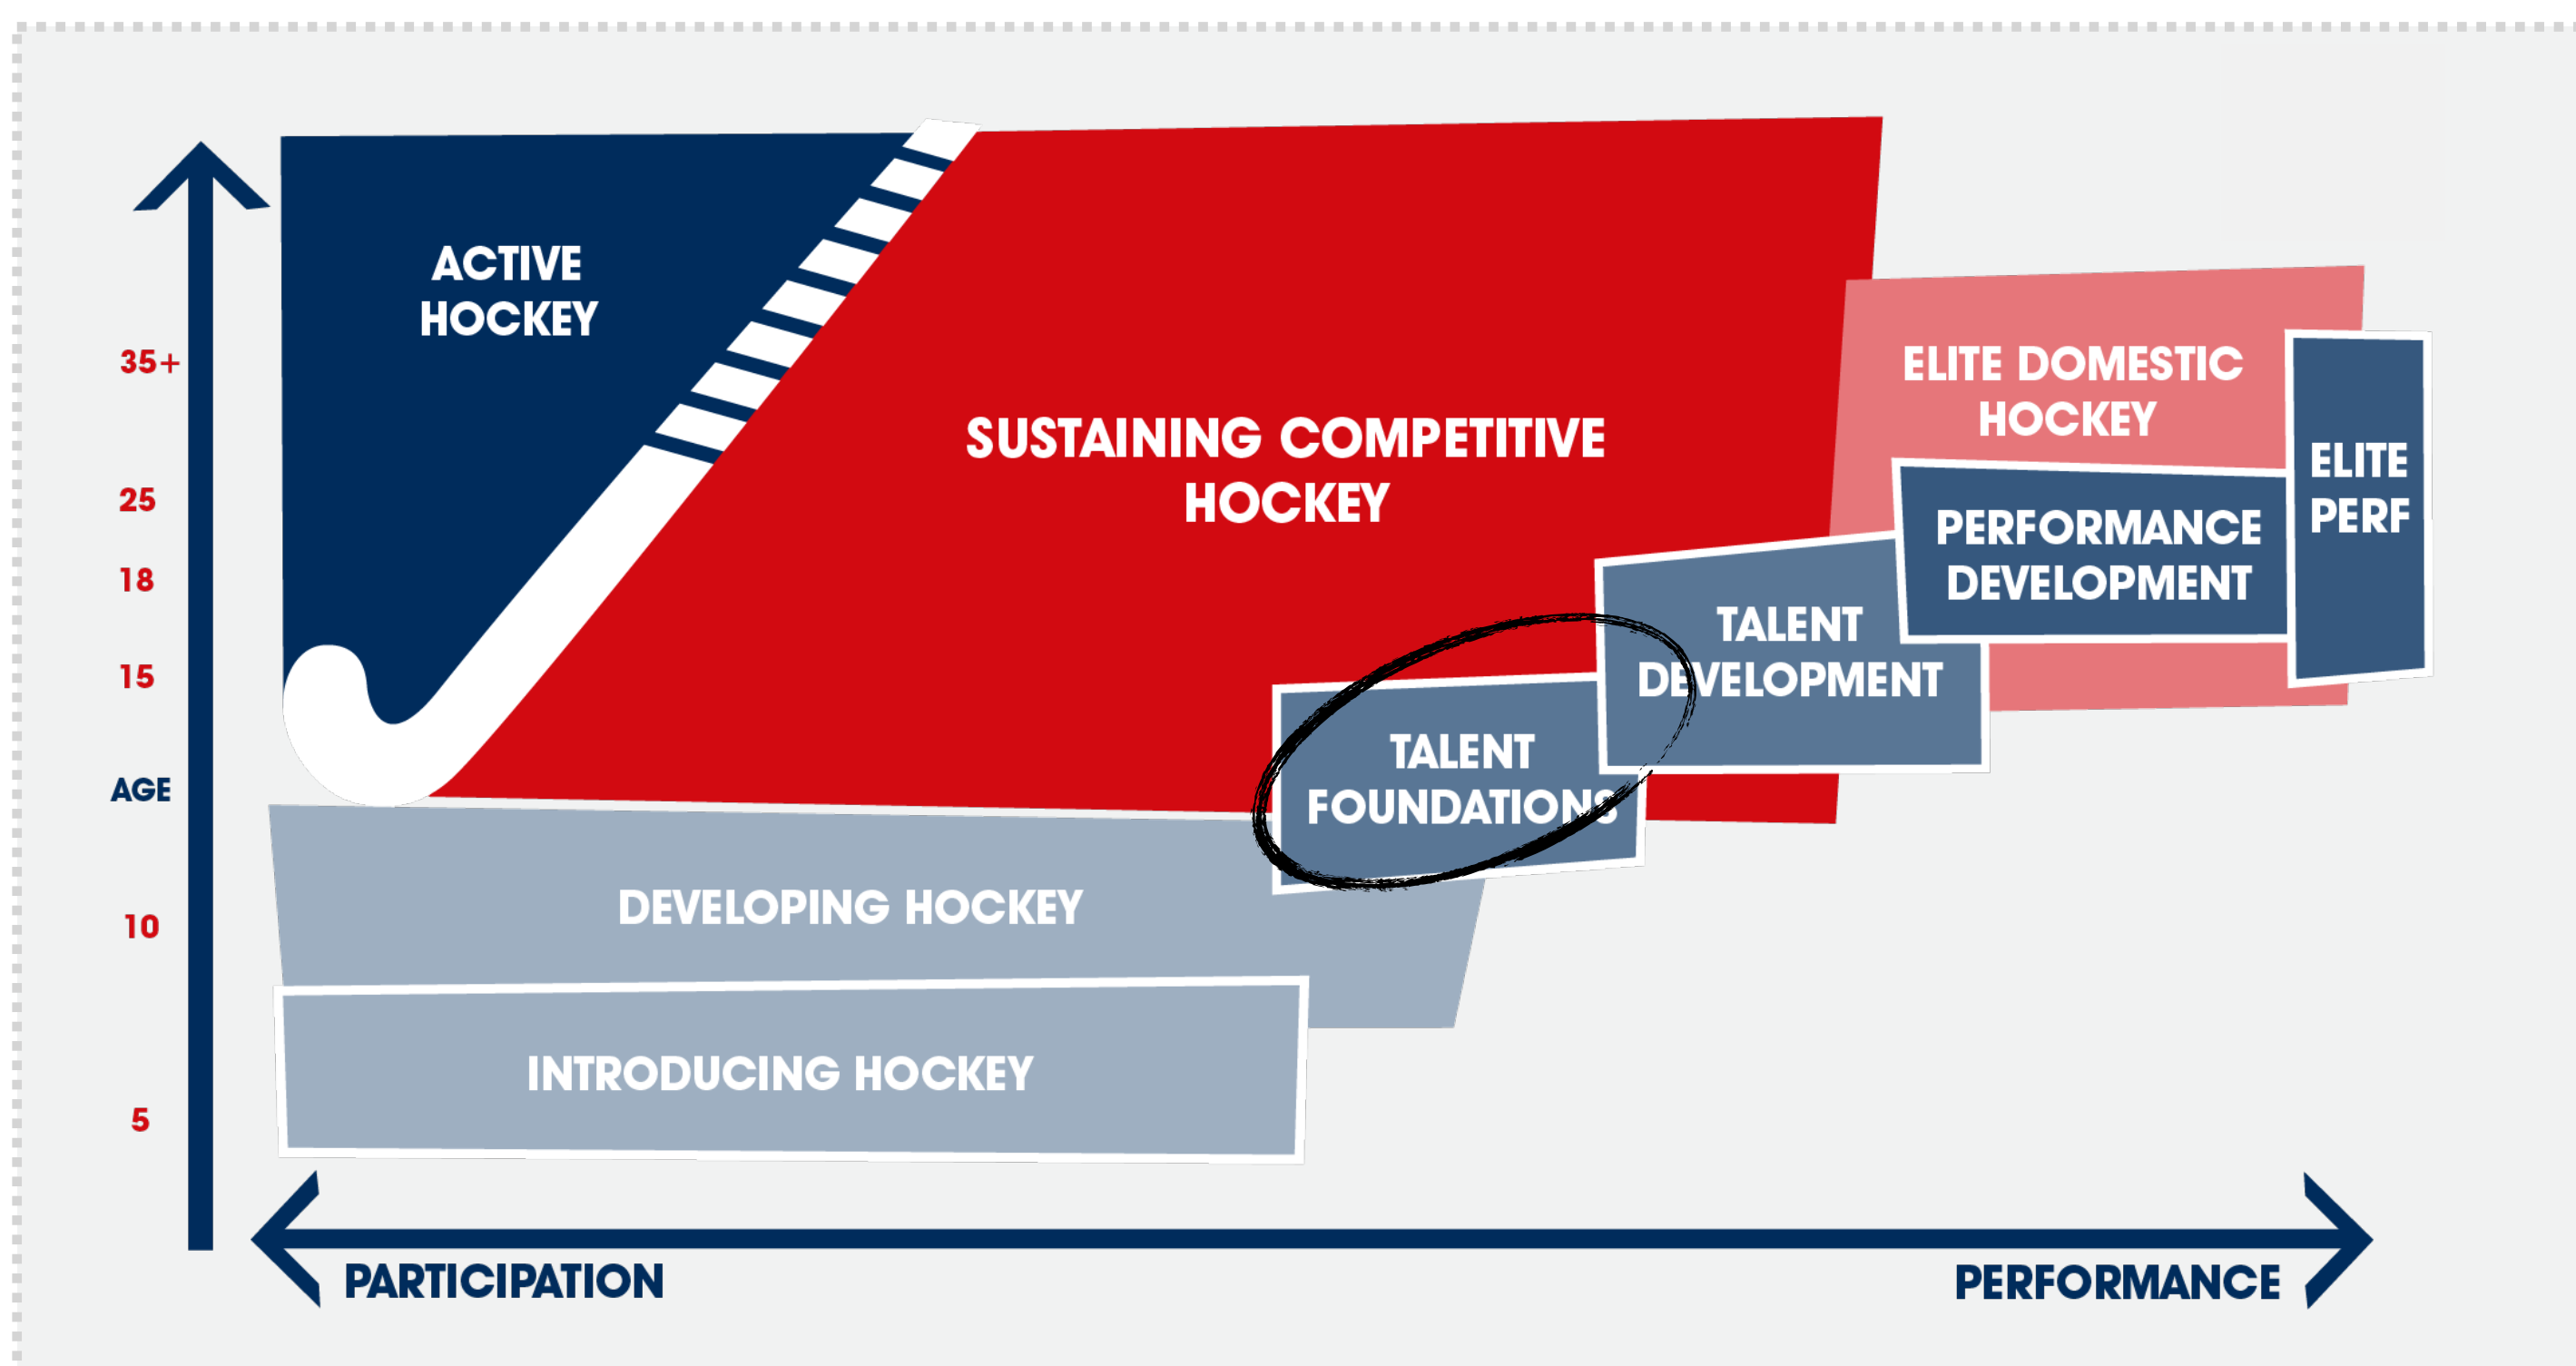 ACTIVE
HOCKEY
SUSTAINING COMPETITIVE
HOCKEY
ELITE DOMESTIC
HOCKEY
ELITE
PERF
PERFORMANCE
DEVELOPMENT
TALENT
DEVELOPMENT
TALENT
FOUNDATIONS
DEVELOPING HOCKEY
INTRODUCING HOCKEY
35+
25
18
15
AGE
10
5
PARTICIPATION
PERFORMANCE